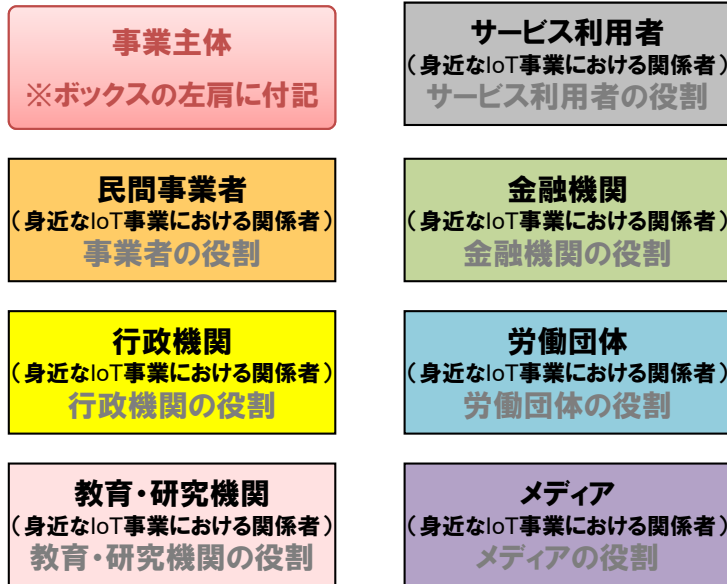 事業主体
※ボックスの左肩に付記
サービス利用者
（身近なIoT事業における関係者）
サービス利用者の役割
民間事業者
（身近なIoT事業における関係者）
事業者の役割
金融機関
（身近なIoT事業における関係者）
金融機関の役割
行政機関
（身近なIoT事業における関係者）
行政機関の役割
労働団体
（身近なIoT事業における関係者）
労働団体の役割
教育・研究機関
（身近なIoT事業における関係者）
教育・研究機関の役割
メディア
（身近なIoT事業における関係者）
メディアの役割